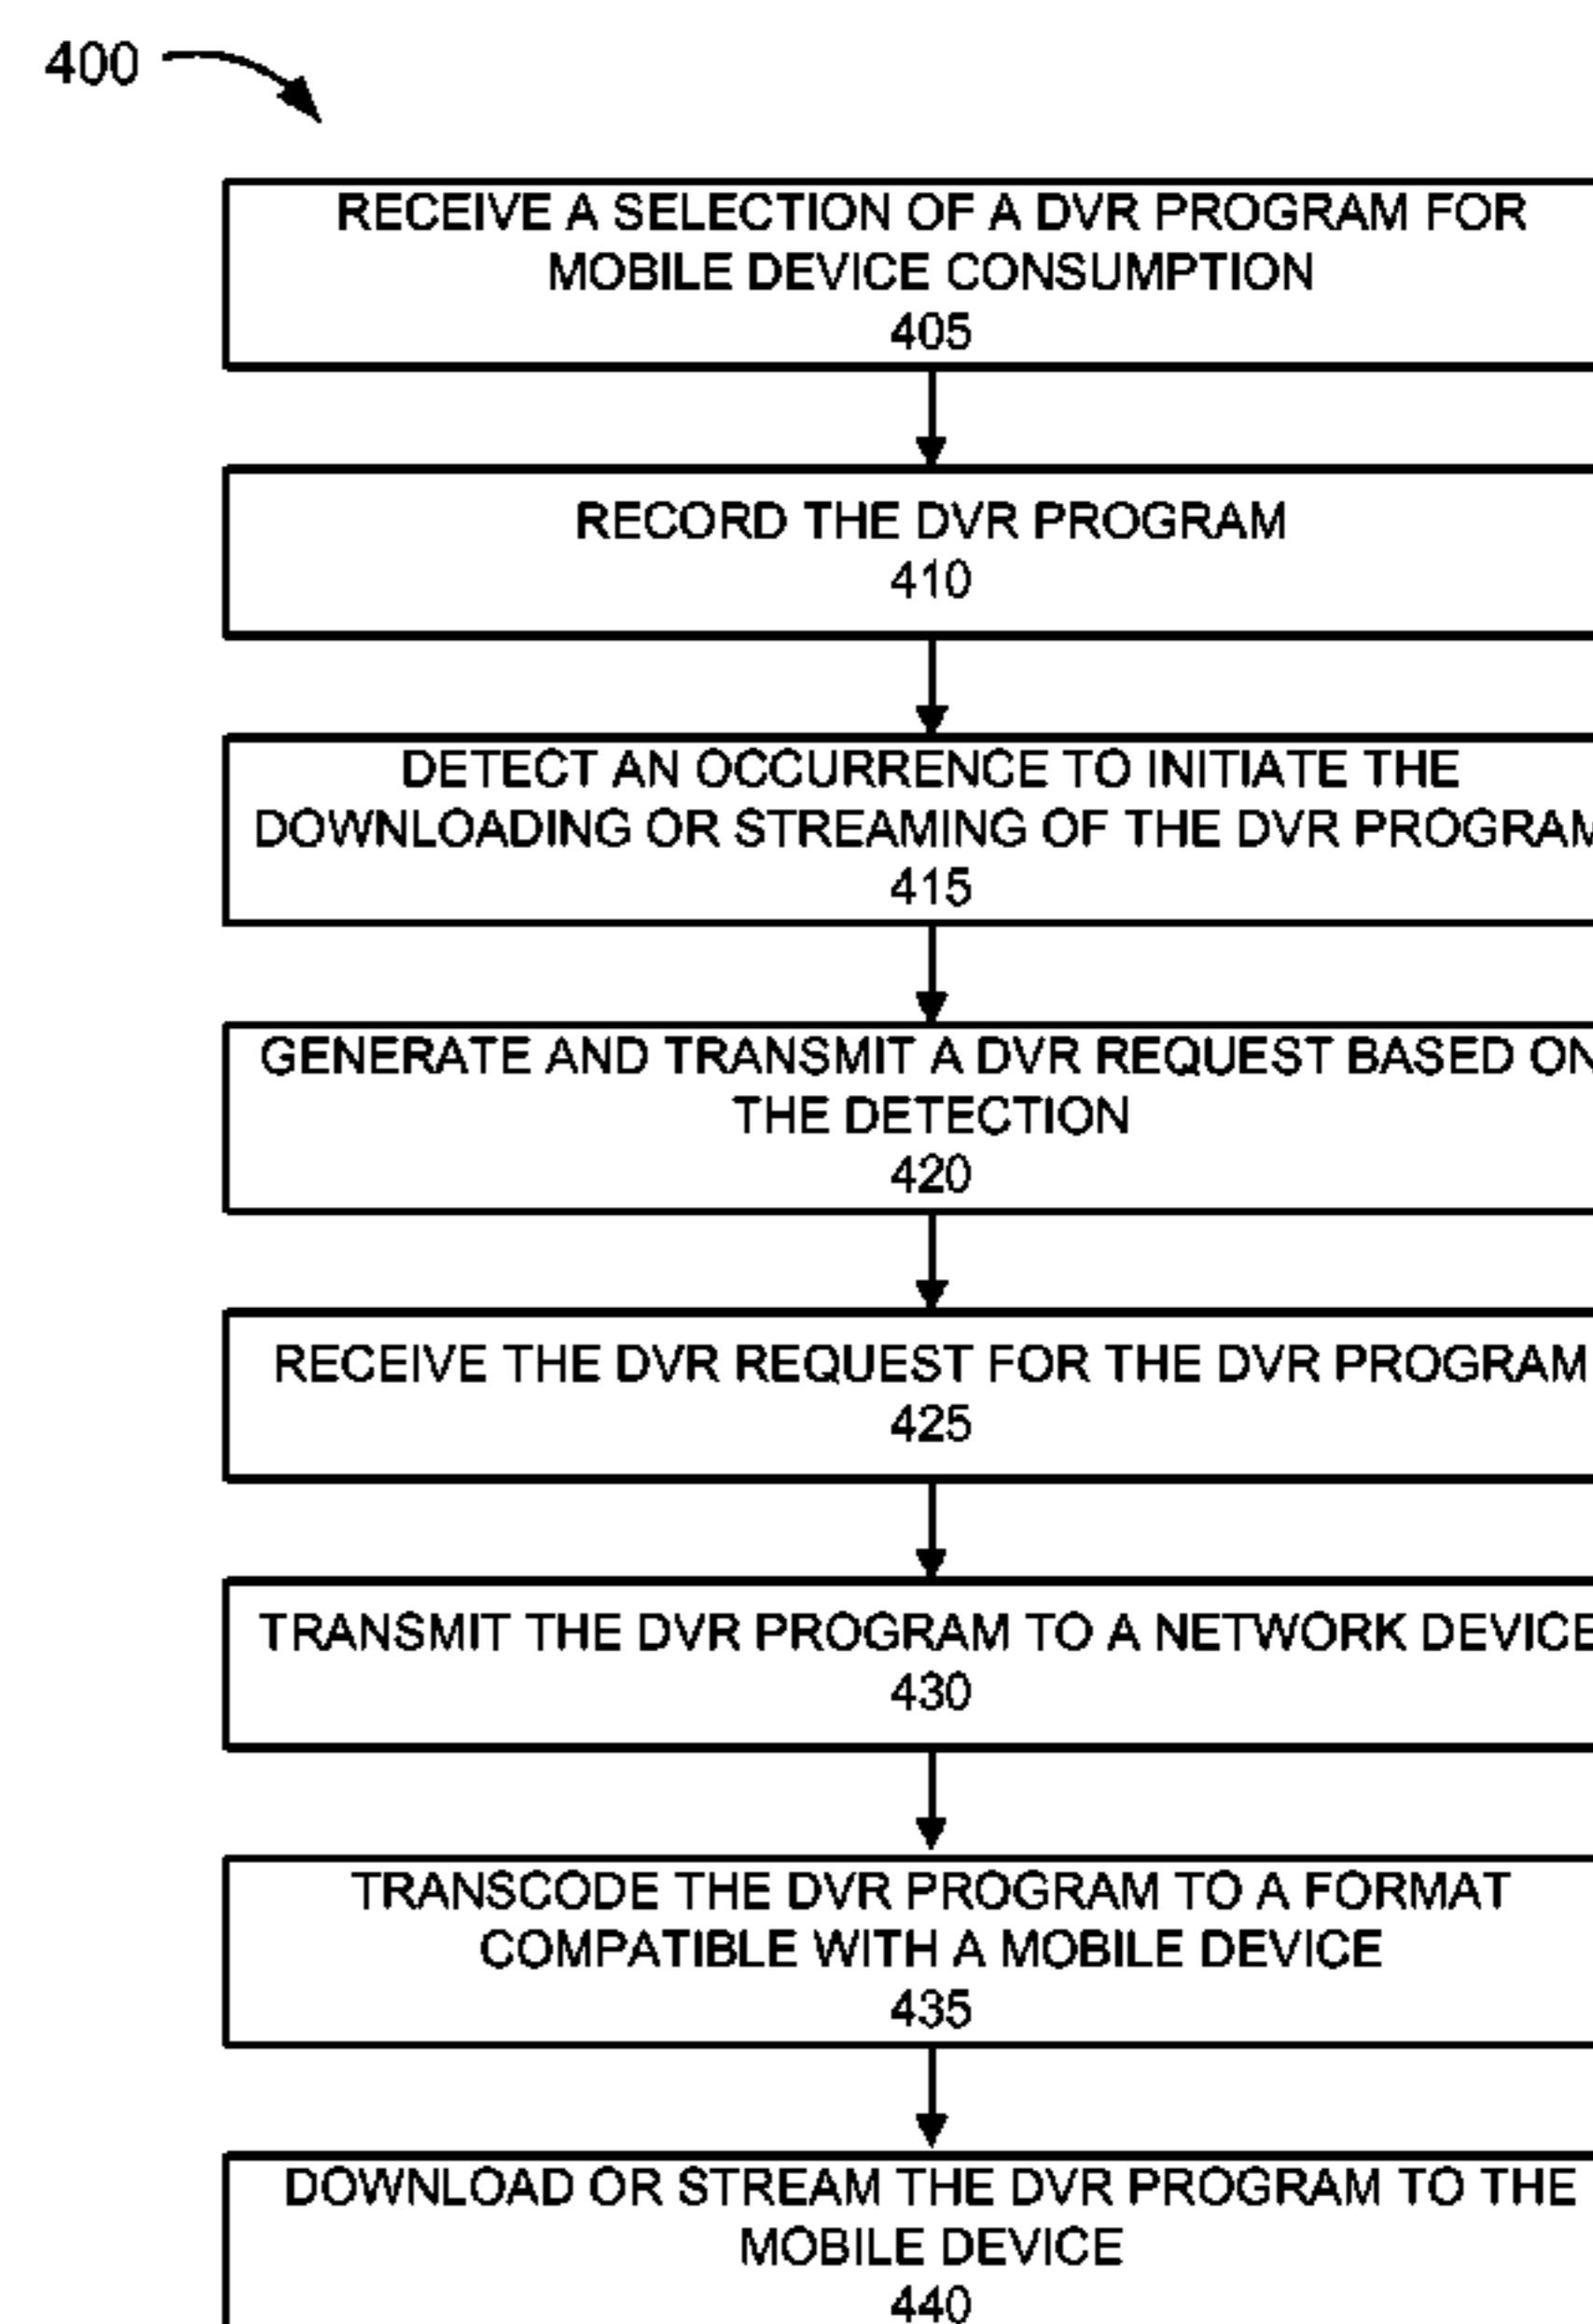 400
RECEIVE A SELECTION OF A DVR PROGRAM FOR
MOBILE DEVICE CONSUMPTION
405
RECORD THE DVR PROGRAM
410
DETECT AN OCCURRENCE TO INITIATE THE
DOWNLOADING OR STREAMING OF THE DVR PROGRAM
415
GENERATE AND TRANSMIT A DVR REQUEST BASED ON
THE DETECTION
420
RECEIVE THE DVR REQUEST FOR THE DVR PROGRAM
425
TRANSMIT THE DVR PROGRAM TO A NETWORK DEVICE
430
TRANSCODE THE DVR PROGRAM TO A FORMAT
COMPATIBLE WITH A MOBILE DEVICE
435
DOWNLOAD OR STREAM THE DVR PROGRAM TO THE
MOBILE DEVICE
440